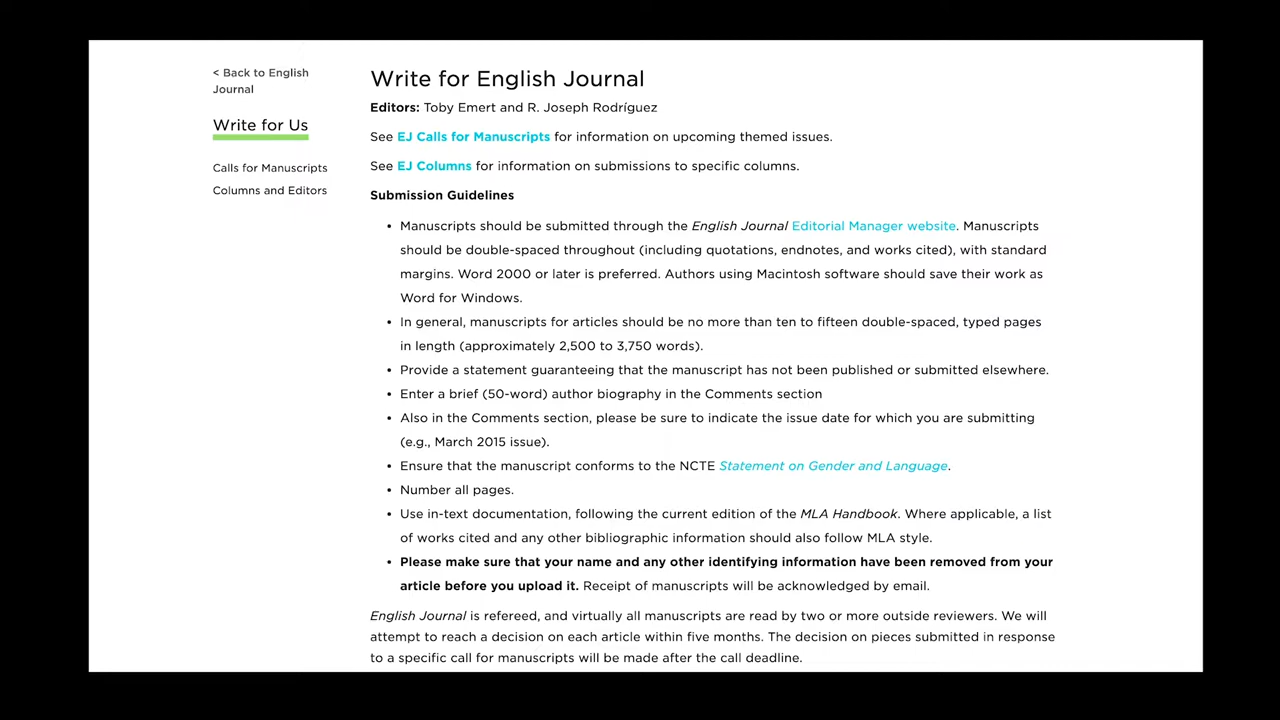 < Back to English
Journal
Write for Us
Calls for Manuscripts
Columns and Editors
Write for English Journal
Editors: Toby Emert and R. Joseph Rodríguez
See EJ Calls for Manuscripts for information on upcoming themed issues.
See EJ Columns for information on submissions to specific columns.
Submission Guidelines
• Manuscripts should be submitted through the English Journal Editorial Manager website. Manuscripts
should be double-spaced throughout (including quotations, endnotes, and works cited), with standard
margins. Word 2000 or later is preferred. Authors using Macintosh software should save their work as
Word for Windows.
• In general, manuscripts for articles should be no more than ten to fifteen double-spaced, typed pages
in length (approximately 2,500 to 3,750 words).
• Provide a statement guaranteeing that the manuscript has not been published or submitted elsewhere.
• Enter a brief (50-word) author biography in the Comments section
• Also in the Comments section, please be sure to indicate the issue date for which you are submitting
(e.g., March 2015 issue).
• Ensure that the manuscript conforms to the NCTE Statement on Gender and Language.
• Number all pages.
• Use in-text documentation, following the current edition of the MLA Handbook. Where applicable, a list
of works cited and any other bibliographic information should also follow MLA style.
• Please make sure that your name and any other identifying information have been removed from your
article before you upload it. Receipt of manuscripts will be acknowledged by email.
English Journal is refereed, and virtually all manuscripts are read by two or more outside reviewers. We will
attempt to reach a decision on each article within five months. The decision on pieces submitted in response
to a specific call for manuscripts will be made after the call deadline.